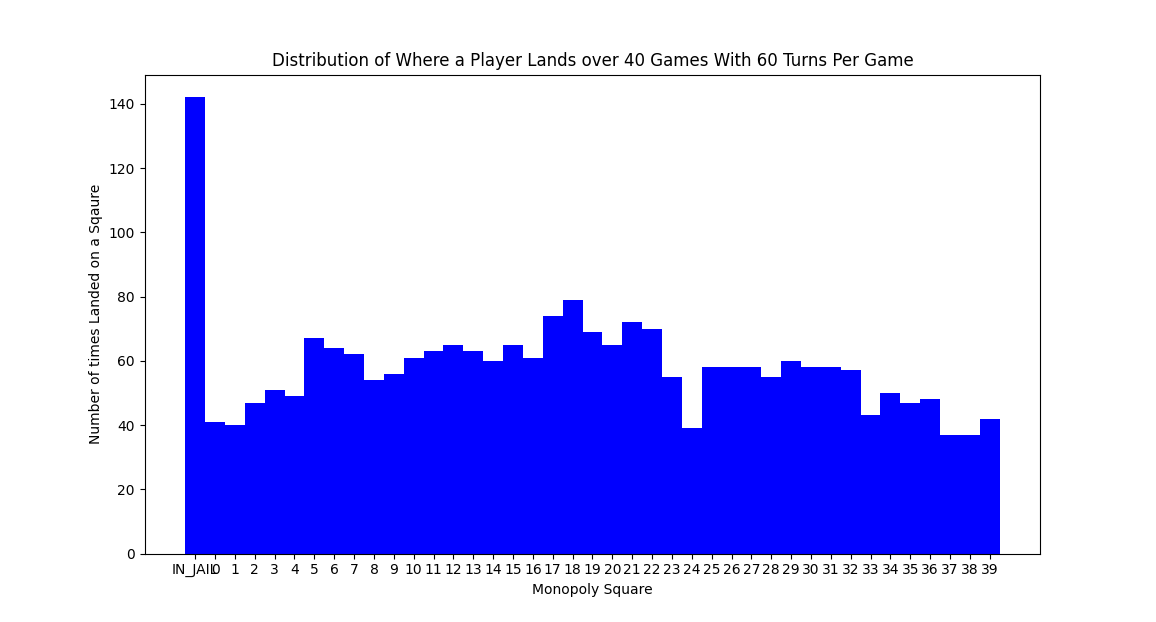 Distribution of Where a Player Lands over 40 Games With 60 Turns Per Game
140
120
100
80
60
40
20
0
Number of times Landed on a Sqaure
IN_JAIL 0 1 2 3 4 5 6 7 8 9 10 11 12 13 14 15 16 17 18 19 20 21 22 23 24 25 26 27 28 29 30 31 32 33 34 35 36 37 38 39
Monopoly Square